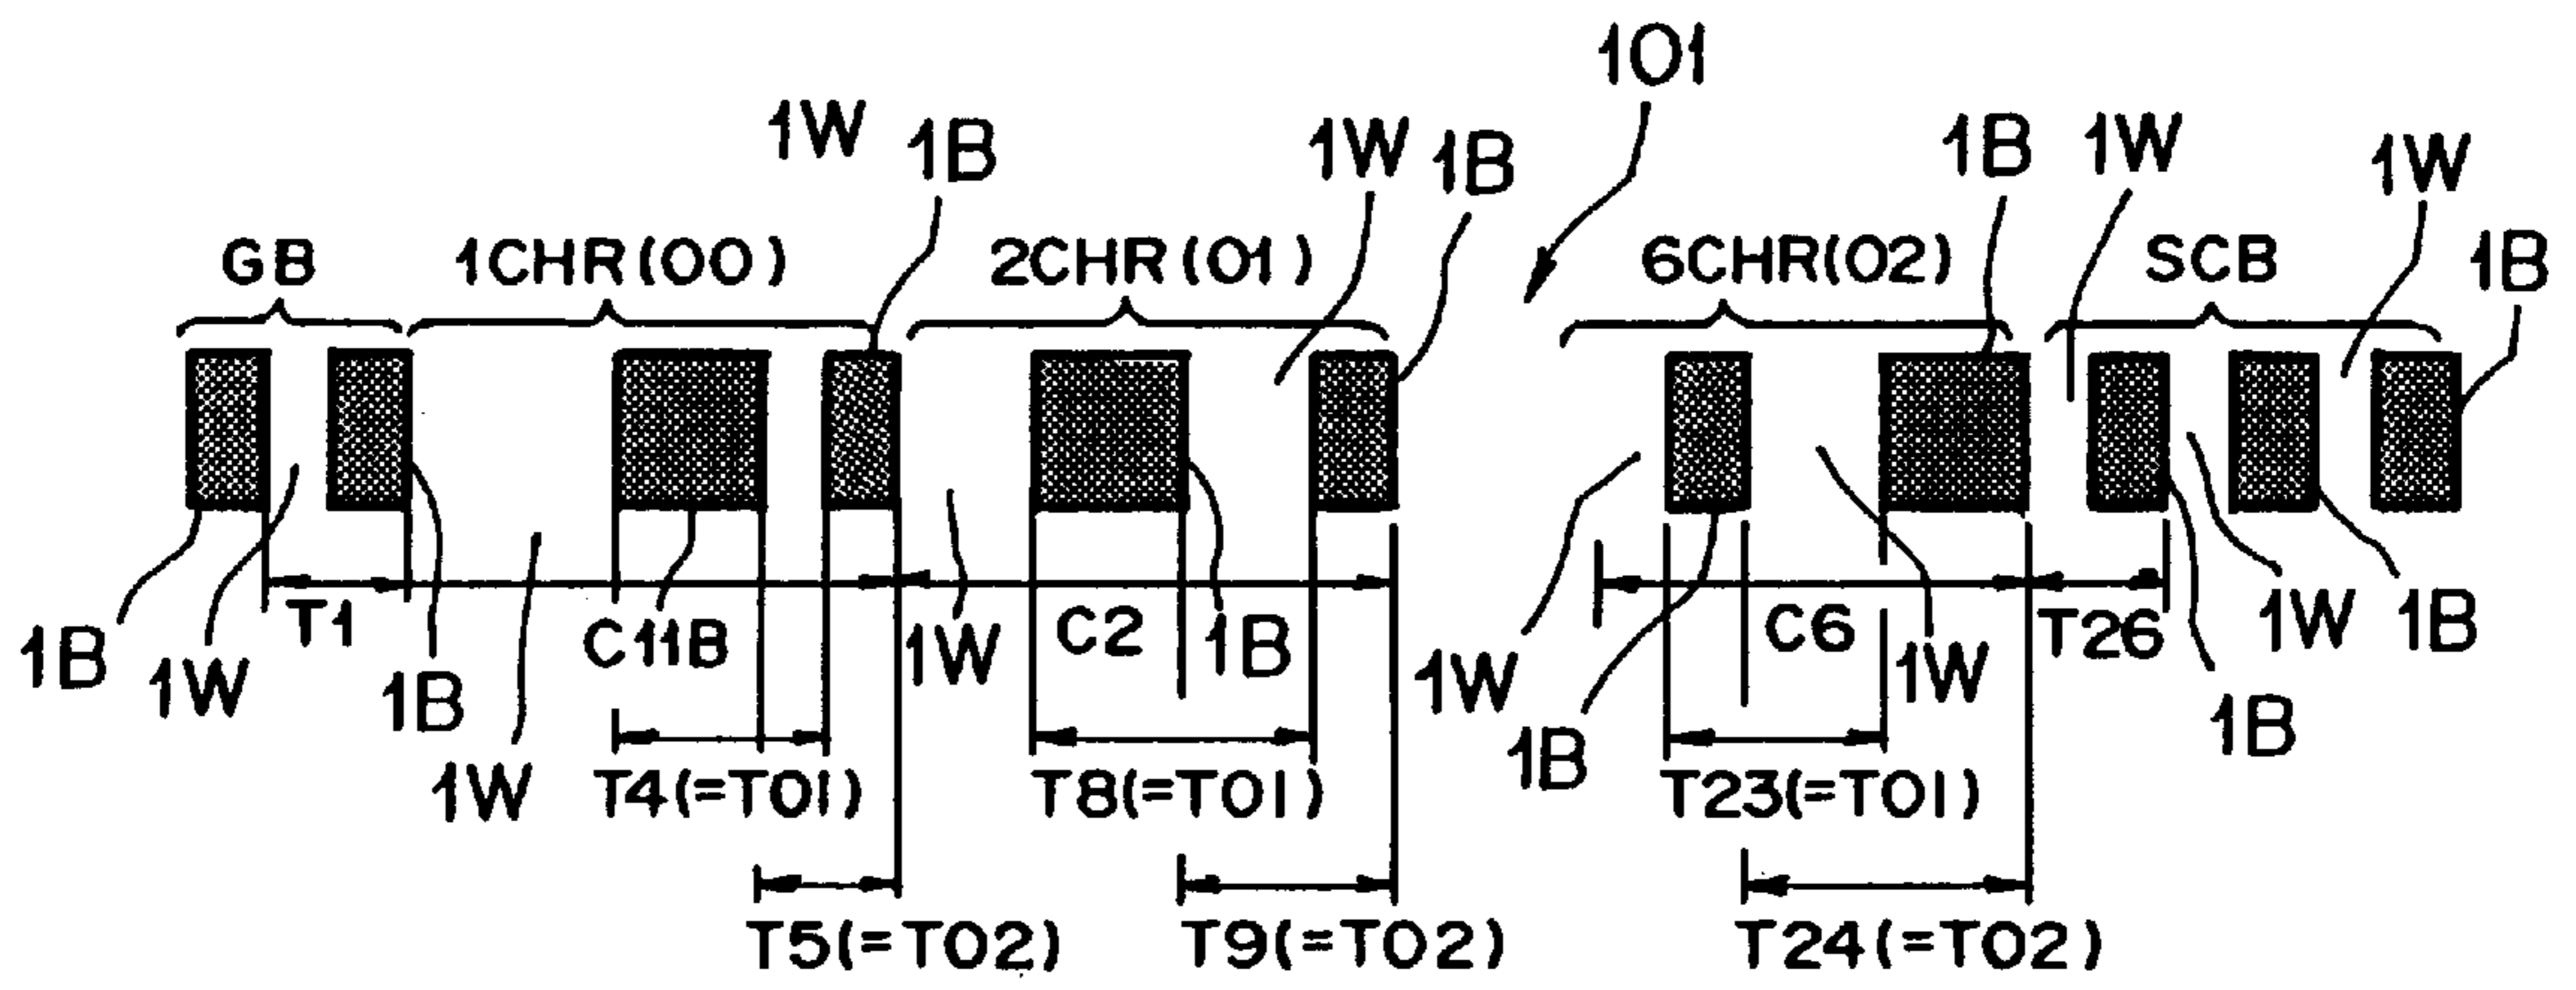 101
1W 1B 1W 1B 1B 1W 1W
GB 1CHR(00) 2CHR(01) 6CHR(02) SCB 1B
T1 C11B 1W C2 1B C6 T26 1W 1B
1B 1W 1B 1W 1W 1B
1W T4(=T01) T8(=T01) 1B T23(=T01)
T5(=T02) T9(=T02) T24(=T02)